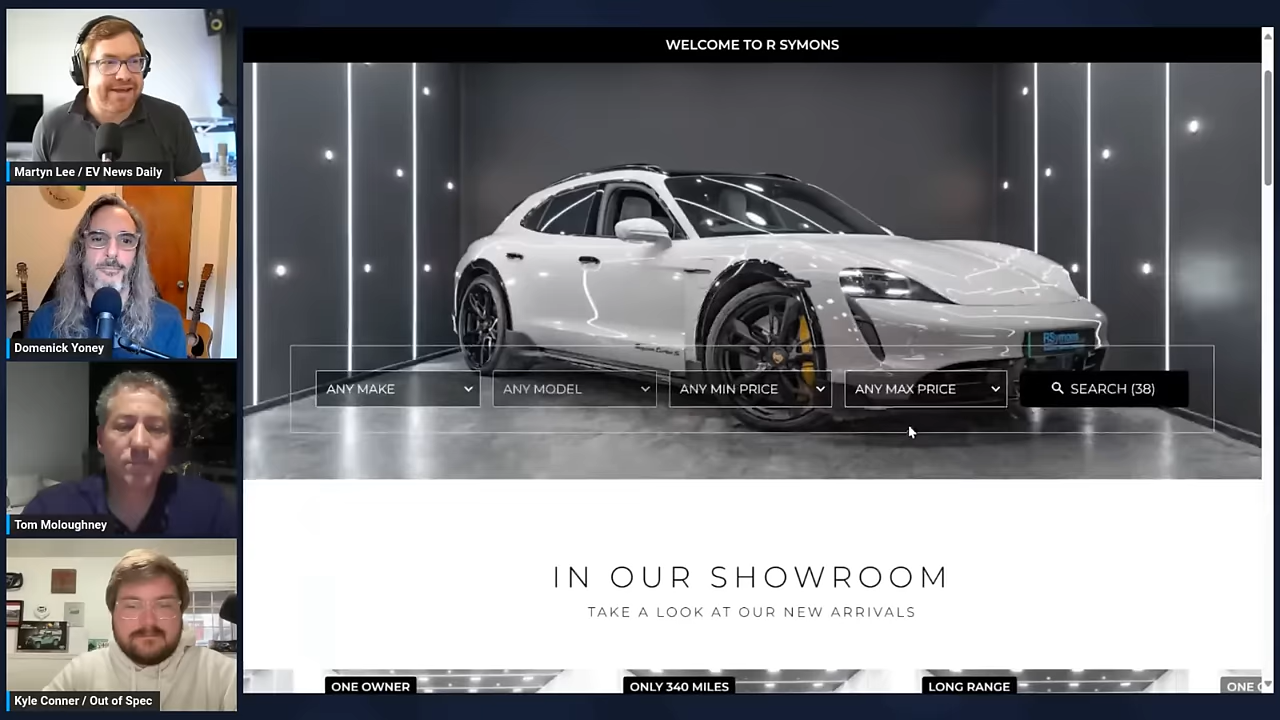 Martyn Lee / EV News Daily
Domenick Yoney
Tom Moloughney
Kyle Conner / Out of Spec
WELCOME TO R SYMONS
RSymons
ANY MAKE
ANY MODEL
ANY MIN PRICE
ANY MAX PRICE
SEARCH (38)
IN OUR SHOWROOM
TAKE A LOOK AT OUR NEW ARRIVALS
ONE OWNER
ONLY 340 MILES
LONG RANGE
ONE